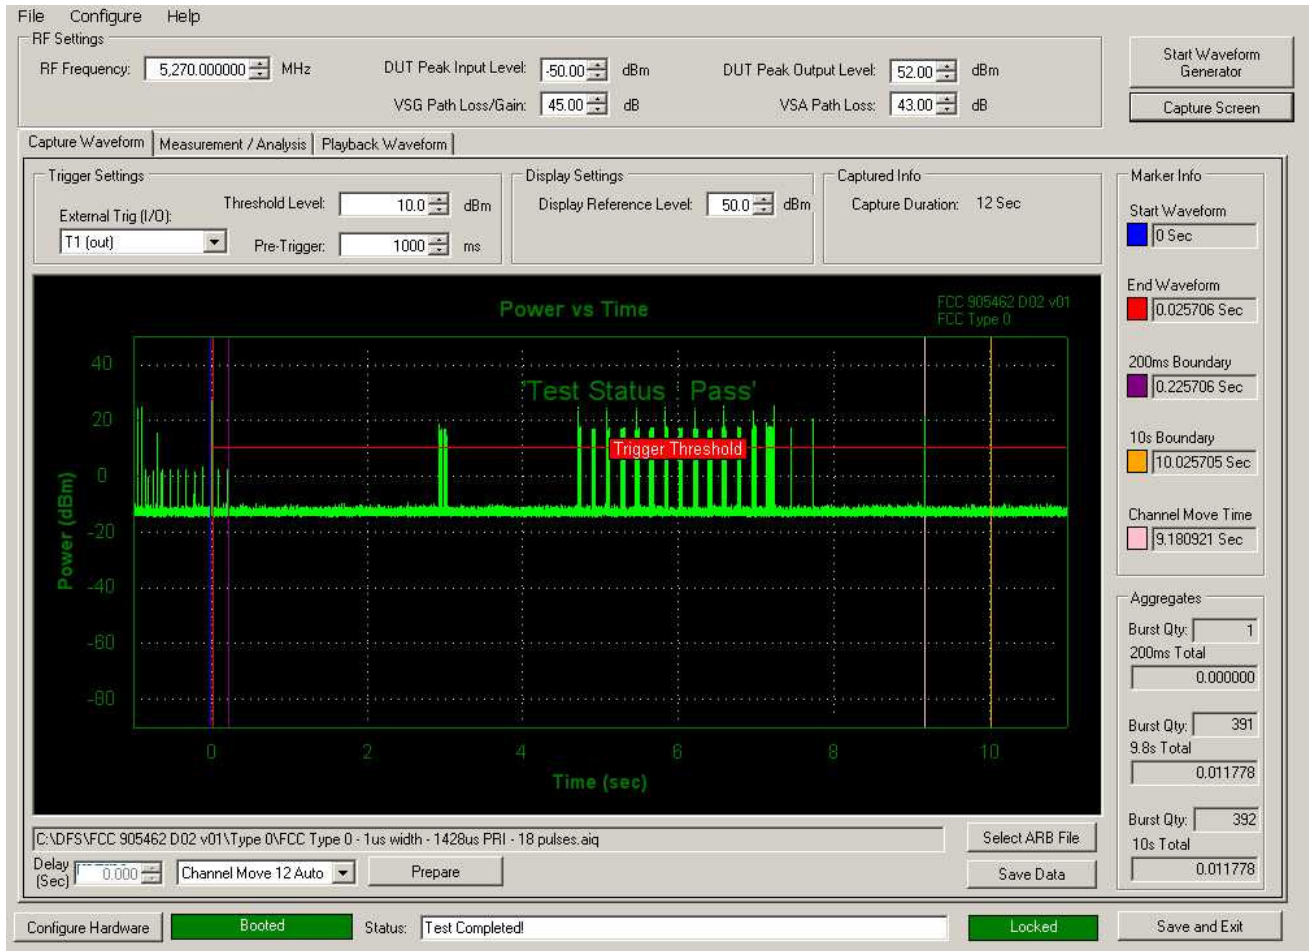 File Configure Help
RF Settings
RF Frequency: 5,270.000000 MHz
DUT Peak Input Level: -50.00 dBm
DUT Peak Output Level: 52.00 dBm
VSG Path Loss/Gain: 45.00 dB
VSA Path Loss: 43.00 dB
Start Waveform
Generator
Capture Screen
Capture Waveform Measurement / Analysis Playback Waveform
Trigger Settings
External Trig (I/O):
T1 (out)
Threshold Level: 10.0 dBm
Pre-Trigger: 1000 ms
Display Settings
Display Reference Level: 50.0 dBm
Captured Info
Capture Duration: 12 Sec
Marker Info
Start Waveform
0 Sec
End Waveform
0.025706 Sec
200ms Boundary
0.225706 Sec
10s Boundary
10.025705 Sec
Channel Move Time
9.180921 Sec
Power vs Time
FCC 905462 D02 v01
FCC Type 0
'Test Status : Pass'
Trigger Threshold
Power (dBm)
40
20
0
-20
-40
-60
-80
0 2 4 6 8 10
Time (sec)
Aggregates
Burst Qty: 1
200ms Total
0.000000
Burst Qty: 391
9.8s Total
0.011778
Burst Qty: 392
10s Total
0.011778
C:\DFS\FCC 905462 D02 v01\Type 0\FCC Type 0 - 1us width - 1428us PRI - 18 pulses.aiq
Select ARB File
Delay
(Sec) 0.000
Channel Move 12 Auto
Prepare
Save Data
Configure Hardware
Booted
Status: Test Completed!
Locked
Save and Exit